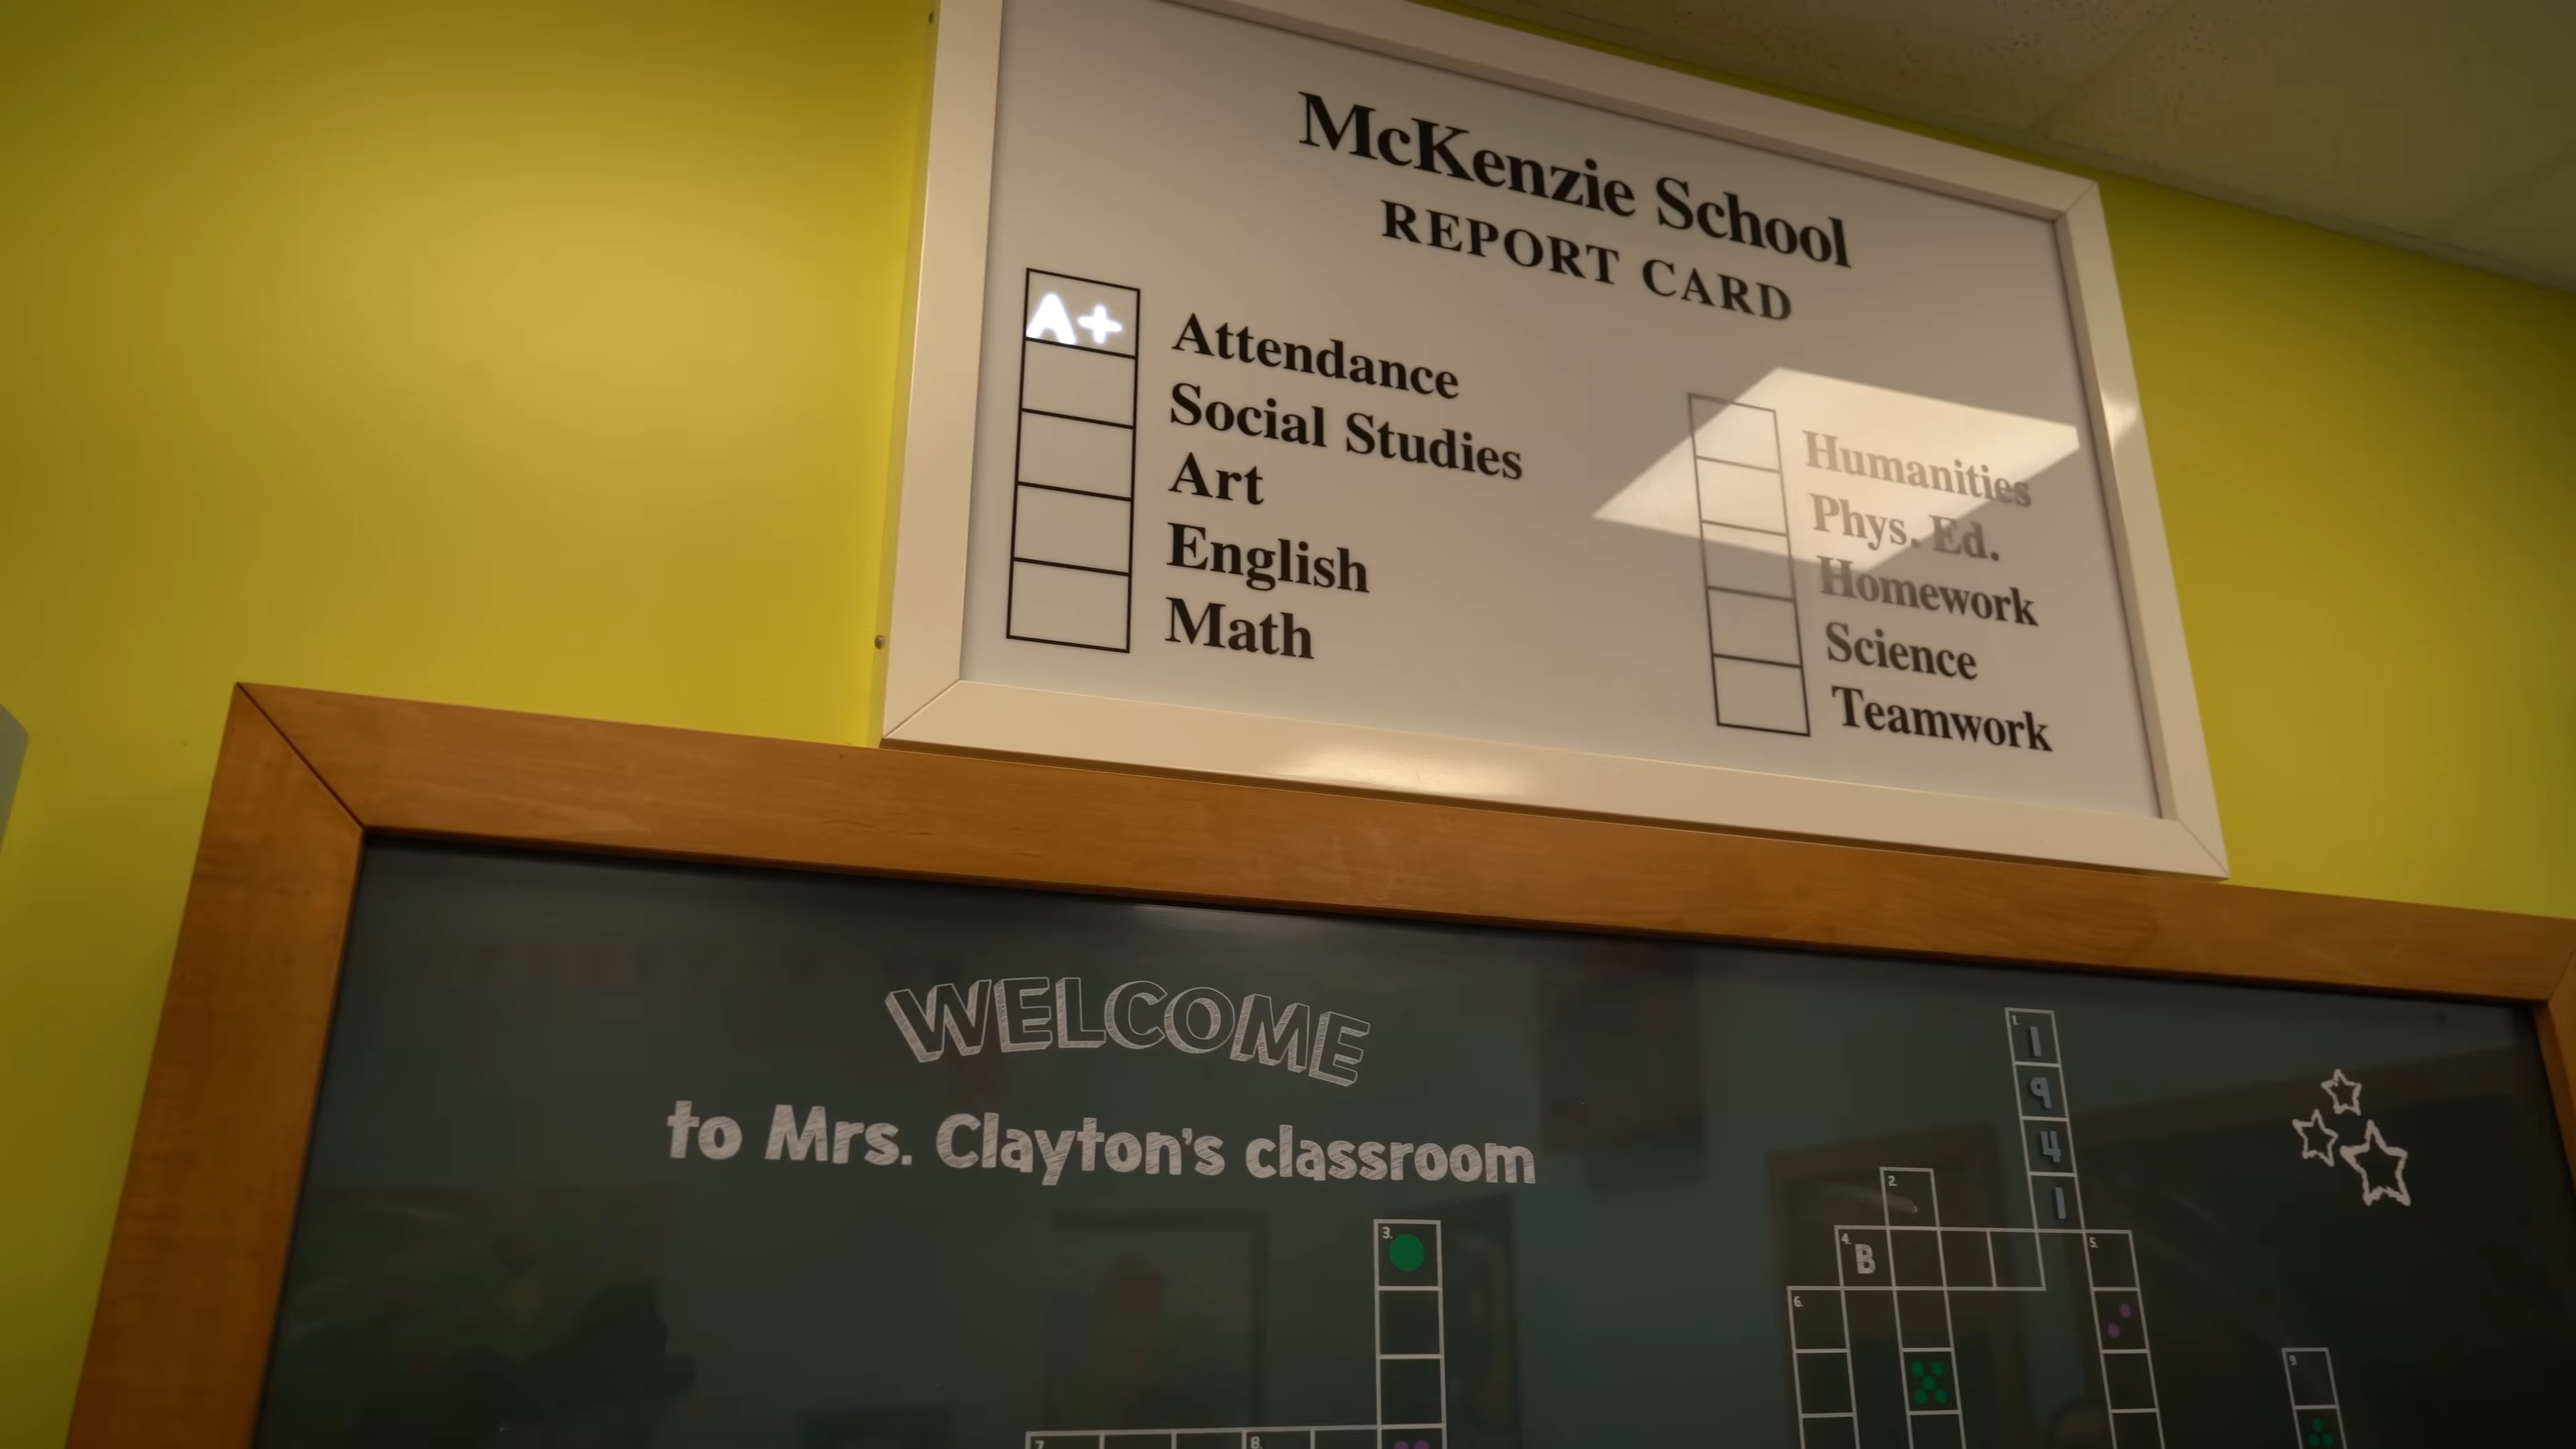 McKenzie School
REPORT CARD
A+
Attendance
Social Studies
Art
English
Math
Humanities
Phys. Ed.
Homework
Science
Teamwork
WELCOME
to Mrs. Clayton's classroom
1.
1
9
4
1
2.
3.
4.
B
5.
6.
7.
8.
9